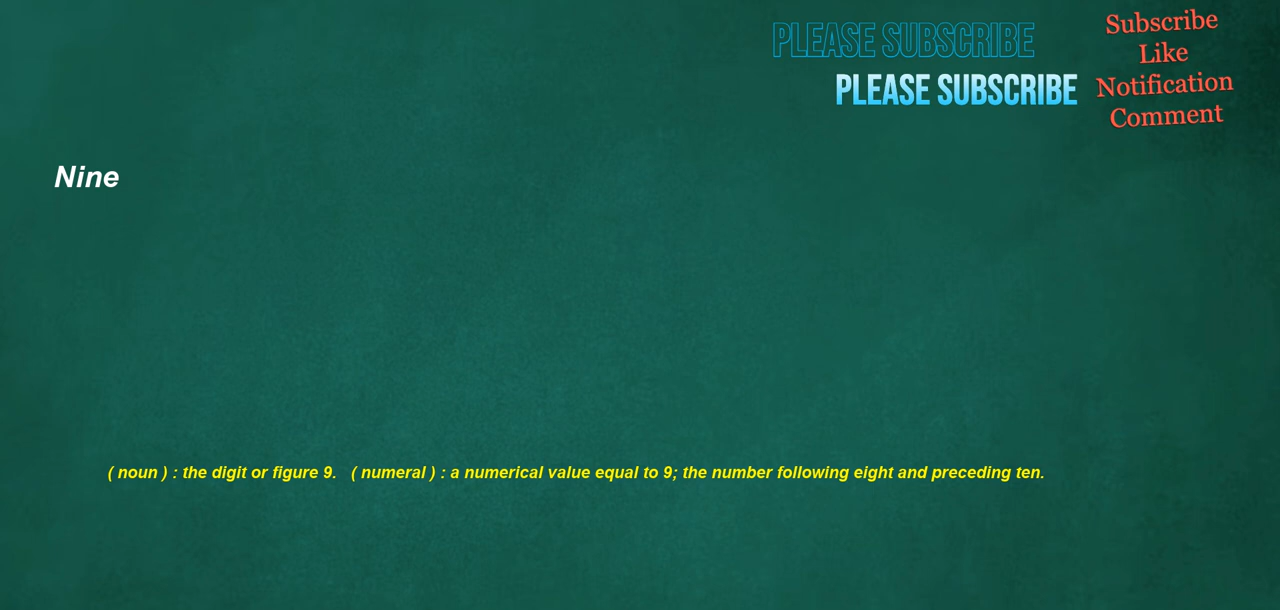 PLEASE SUBSCRIBE
PLEASE SUBSCRIBE
Subscribe
Like
Notification
Comment
Nine
( noun ) : the digit or figure 9.   ( numeral ) : a numerical value equal to 9; the number following eight and preceding ten.